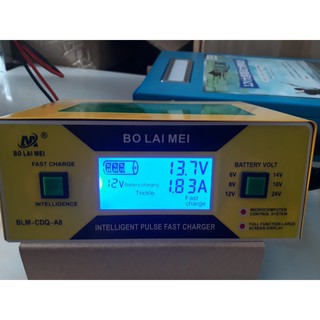 BO LAI MEI
BO LAI MEI
FAST CHARGE
INTELLIGENCE
BLM-CDQ-A8
13.7V
12V Battery charging
1.83A
Trickle
Fast charge
BATTERY VOLT
6V 14V
8V 16V
12V 24V
MICROCOMPUTER
CONTROL SYSTEM
FULL FUNCTION LARGE
SCREEN DISPLAY
INTELLIGENT PULSE FAST CHARGER